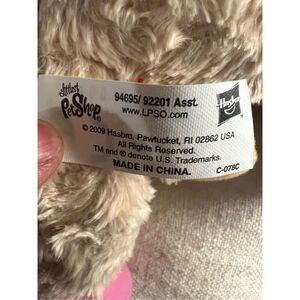 Littlest
PetShop
94695/ 92201 Asst.
www.LPSO.com
Hasbro
© 2009 Hasbro, Pawtucket, RI 02862 USA
All Rights Reserved.
TM and ® denote U.S. Trademarks.
MADE IN CHINA.
C-078C